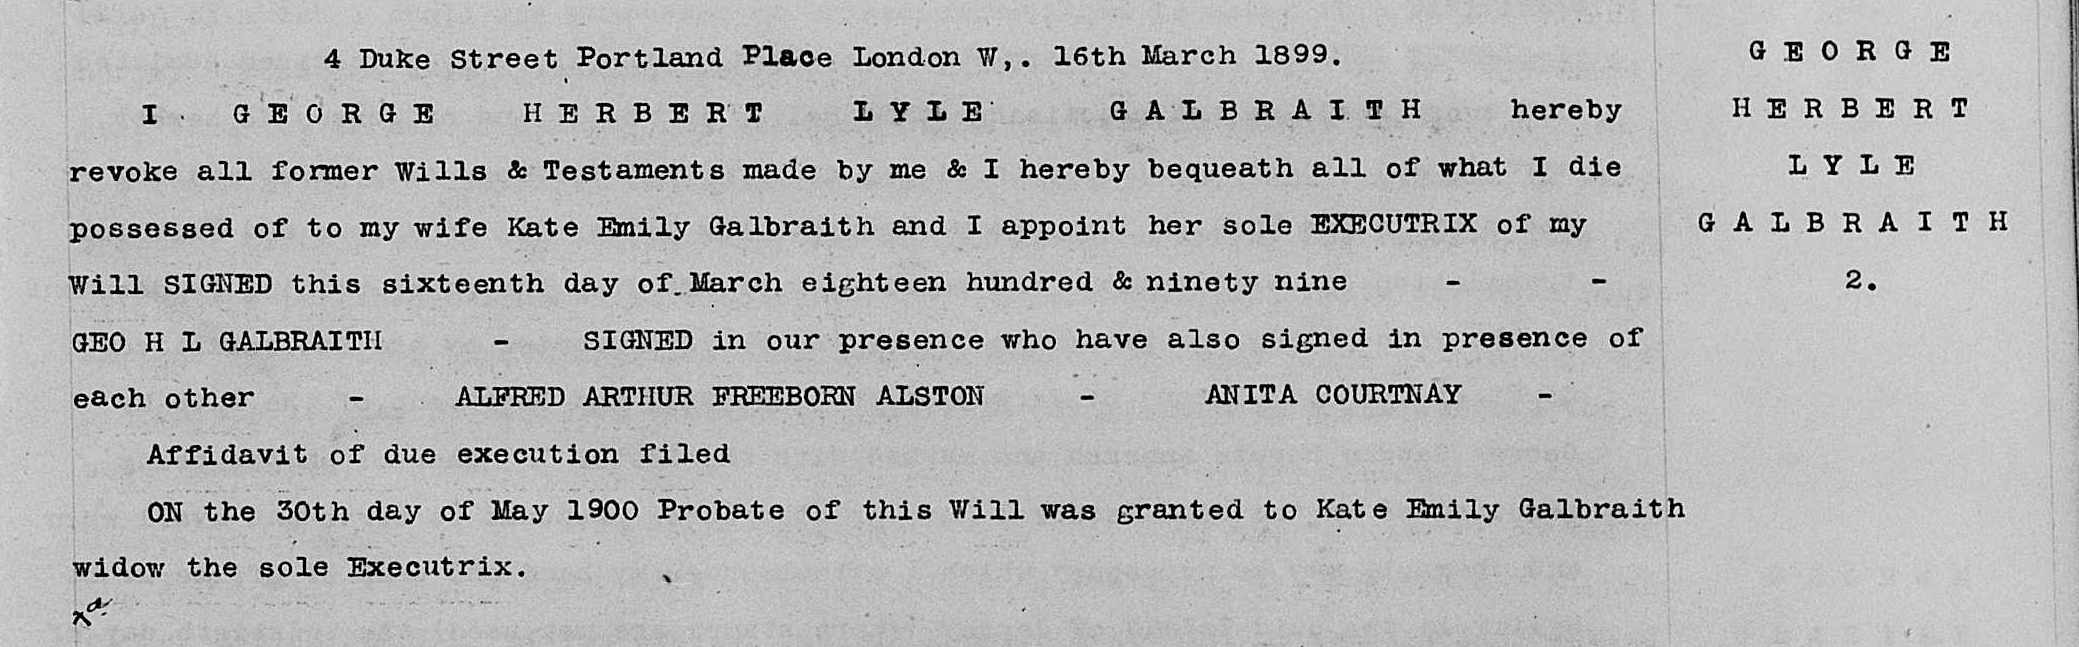 4 Duke Street Portland Place London W,. 16th March 1899.
I GEORGE HERBERT LYLE GALBRAITH hereby
revoke all former Wills & Testaments made by me & I hereby bequeath all of what I die
possessed of to my wife Kate Emily Galbraith and I appoint her sole EXECUTRIX of my
Will SIGNED this sixteenth day of March eighteen hundred & ninety nine - -
GEO H L GALBRAITH - SIGNED in our presence who have also signed in presence of
each other - ALFRED ARTHUR FREEBORN ALSTON - ANITA COURTNAY -
Affidavit of due execution filed
ON the 30th day of May 1900 Probate of this Will was granted to Kate Emily Galbraith
widow the sole Executrix.
GEORGE
HERBERT
LYLE
GALBRAITH
2.